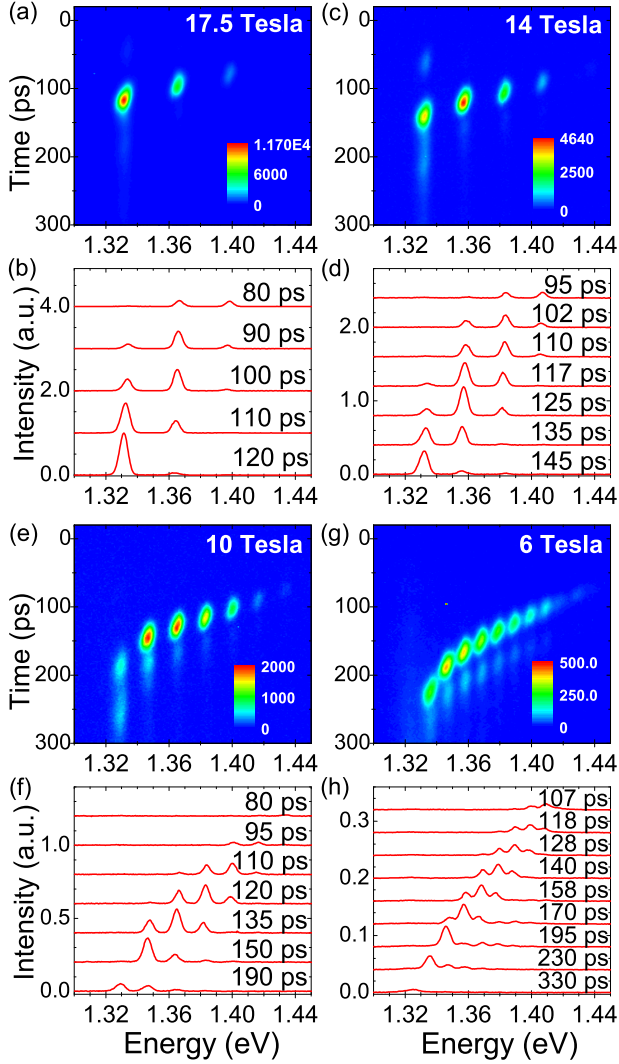 (a)
17.5 Tesla
0
100
200
300
Time (ps)
1.170E4
6000
0
1.32 1.36 1.40 1.44
(c)
14 Tesla
4640
2500
0
1.32 1.36 1.40 1.44
(b)
Intensity (a.u.)
4.0
2.0
0.0
80 ps
90 ps
100 ps
110 ps
120 ps
1.32 1.36 1.40 1.44
(d)
2.0
1.0
0.0
95 ps
102 ps
110 ps
117 ps
125 ps
135 ps
145 ps
1.32 1.36 1.40 1.44
(e)
10 Tesla
0
100
200
300
Time (ps)
2000
1000
0
1.32 1.36 1.40 1.44
(g)
6 Tesla
500.0
250.0
0
1.32 1.36 1.40 1.44
(f)
Intensity (a.u.)
1.0
0.5
0.0
80 ps
95 ps
110 ps
120 ps
135 ps
150 ps
190 ps
1.32 1.36 1.40 1.44
Energy (eV)
(h)
0.3
0.2
0.1
0.0
107 ps
118 ps
128 ps
140 ps
158 ps
170 ps
195 ps
230 ps
330 ps
1.32 1.36 1.40 1.44
Energy (eV)